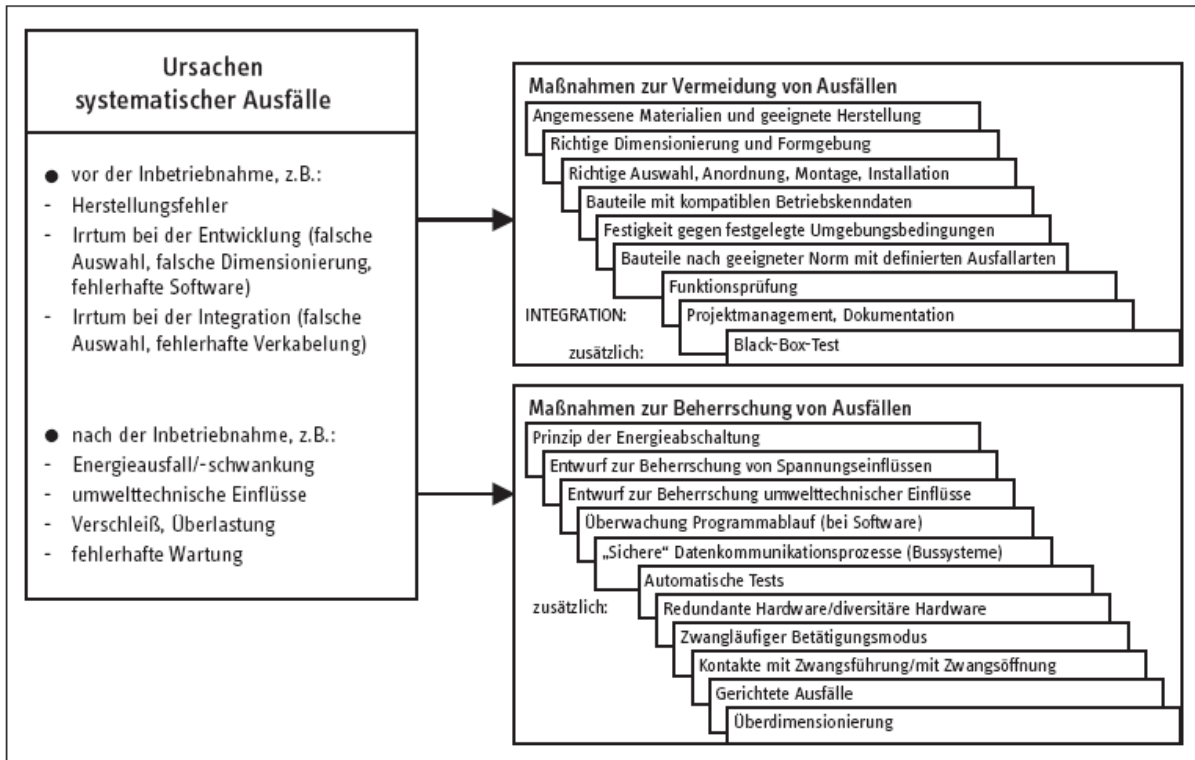 Ursachen
systematischer Ausfälle
● vor der Inbetriebnahme, z.B.:
- Herstellungsfehler
- Irrtum bei der Entwicklung (falsche
Auswahl, falsche Dimensionierung,
fehlerhafte Software)
- Irrtum bei der Integration (falsche
Auswahl, fehlerhafte Verkabelung)
● nach der Inbetriebnahme, z.B.:
- Energieausfall/-schwankung
- umwelttechnische Einflüsse
- Verschleiß, Überlastung
- fehlerhafte Wartung
Maßnahmen zur Vermeidung von Ausfällen
Angemessene Materialien und geeignete Herstellung
Richtige Dimensionierung und Formgebung
Richtige Auswahl, Anordnung, Montage, Installation
Bauteile mit kompatiblen Betriebskenndaten
Festigkeit gegen festgelegte Umgebungsbedingungen
Bauteile nach geeigneter Norm mit definierten Ausfallarten
Funktionsprüfung
INTEGRATION: Projektmanagement, Dokumentation
zusätzlich: Black-Box-Test
Maßnahmen zur Beherrschung von Ausfällen
Prinzip der Energieabschaltung
Entwurf zur Beherrschung von Spannungseinflüssen
Entwurf zur Beherrschung umwelttechnischer Einflüsse
Überwachung Programmablauf (bei Software)
„Sichere“ Datenkommunikationsprozesse (Bussysteme)
Automatische Tests
zusätzlich: Redundante Hardware/diversitäre Hardware
Zwangläufiger Betätigungsmodus
Kontakte mit Zwangsführung/mit Zwangsöffnung
Gerichtete Ausfälle
Überdimensionierung